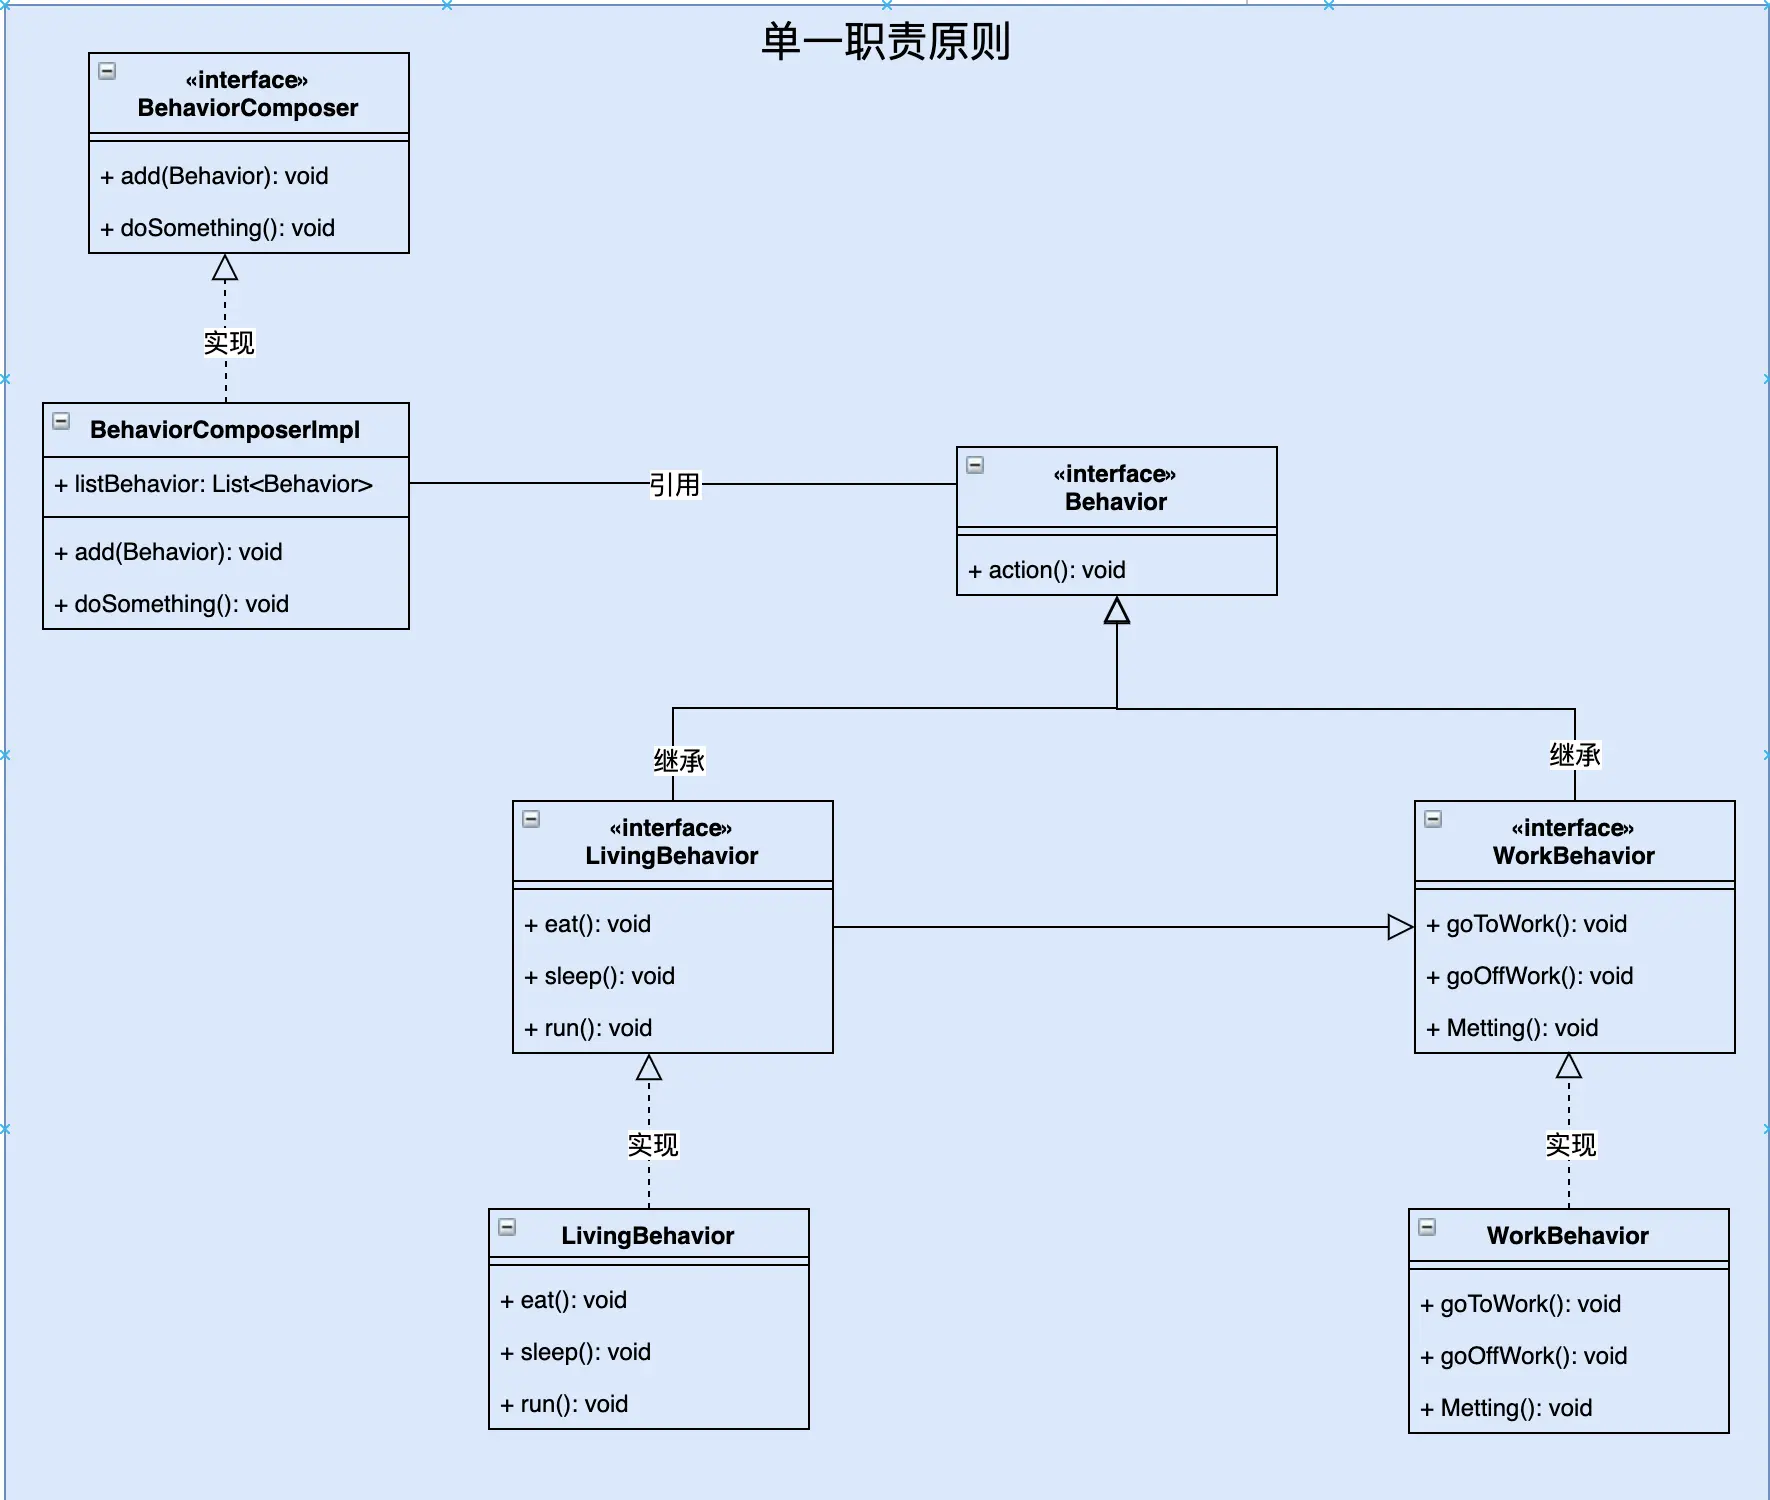 单一职责原则
«interface»
BehaviorComposer
+ add(Behavior): void
+ doSomething(): void
实现
BehaviorComposerImpl
+ listBehavior: List<Behavior>
+ add(Behavior): void
+ doSomething(): void
引用
«interface»
Behavior
+ action(): void
继承
继承
«interface»
LivingBehavior
+ eat(): void
+ sleep(): void
+ run(): void
«interface»
WorkBehavior
+ goToWork(): void
+ goOffWork(): void
+ Metting(): void
实现
实现
LivingBehavior
+ eat(): void
+ sleep(): void
+ run(): void
WorkBehavior
+ goToWork(): void
+ goOffWork(): void
+ Metting(): void